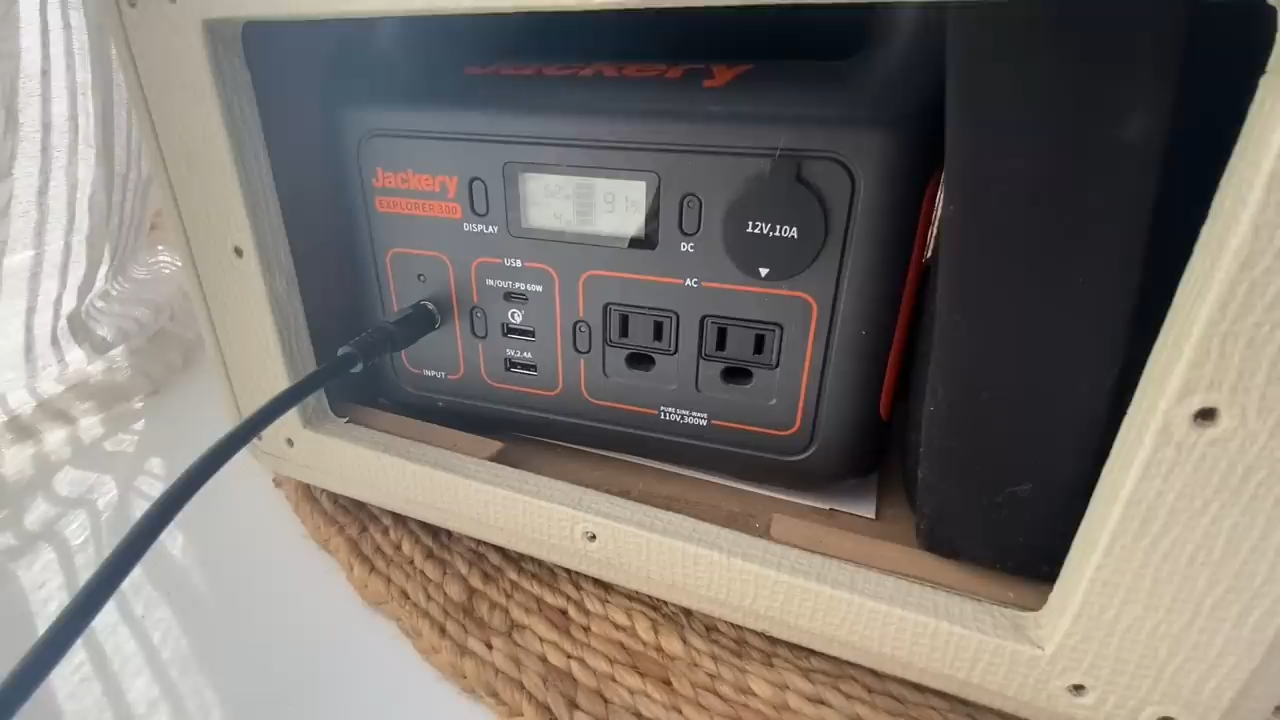 Jackery
Jackery
EXPLORER 300
DISPLAY
91%
DC
12V,10A
USB
IN/OUT:PD 60W
5V,2.4A
INPUT
AC
PURE SINE-WAVE
110V,300W